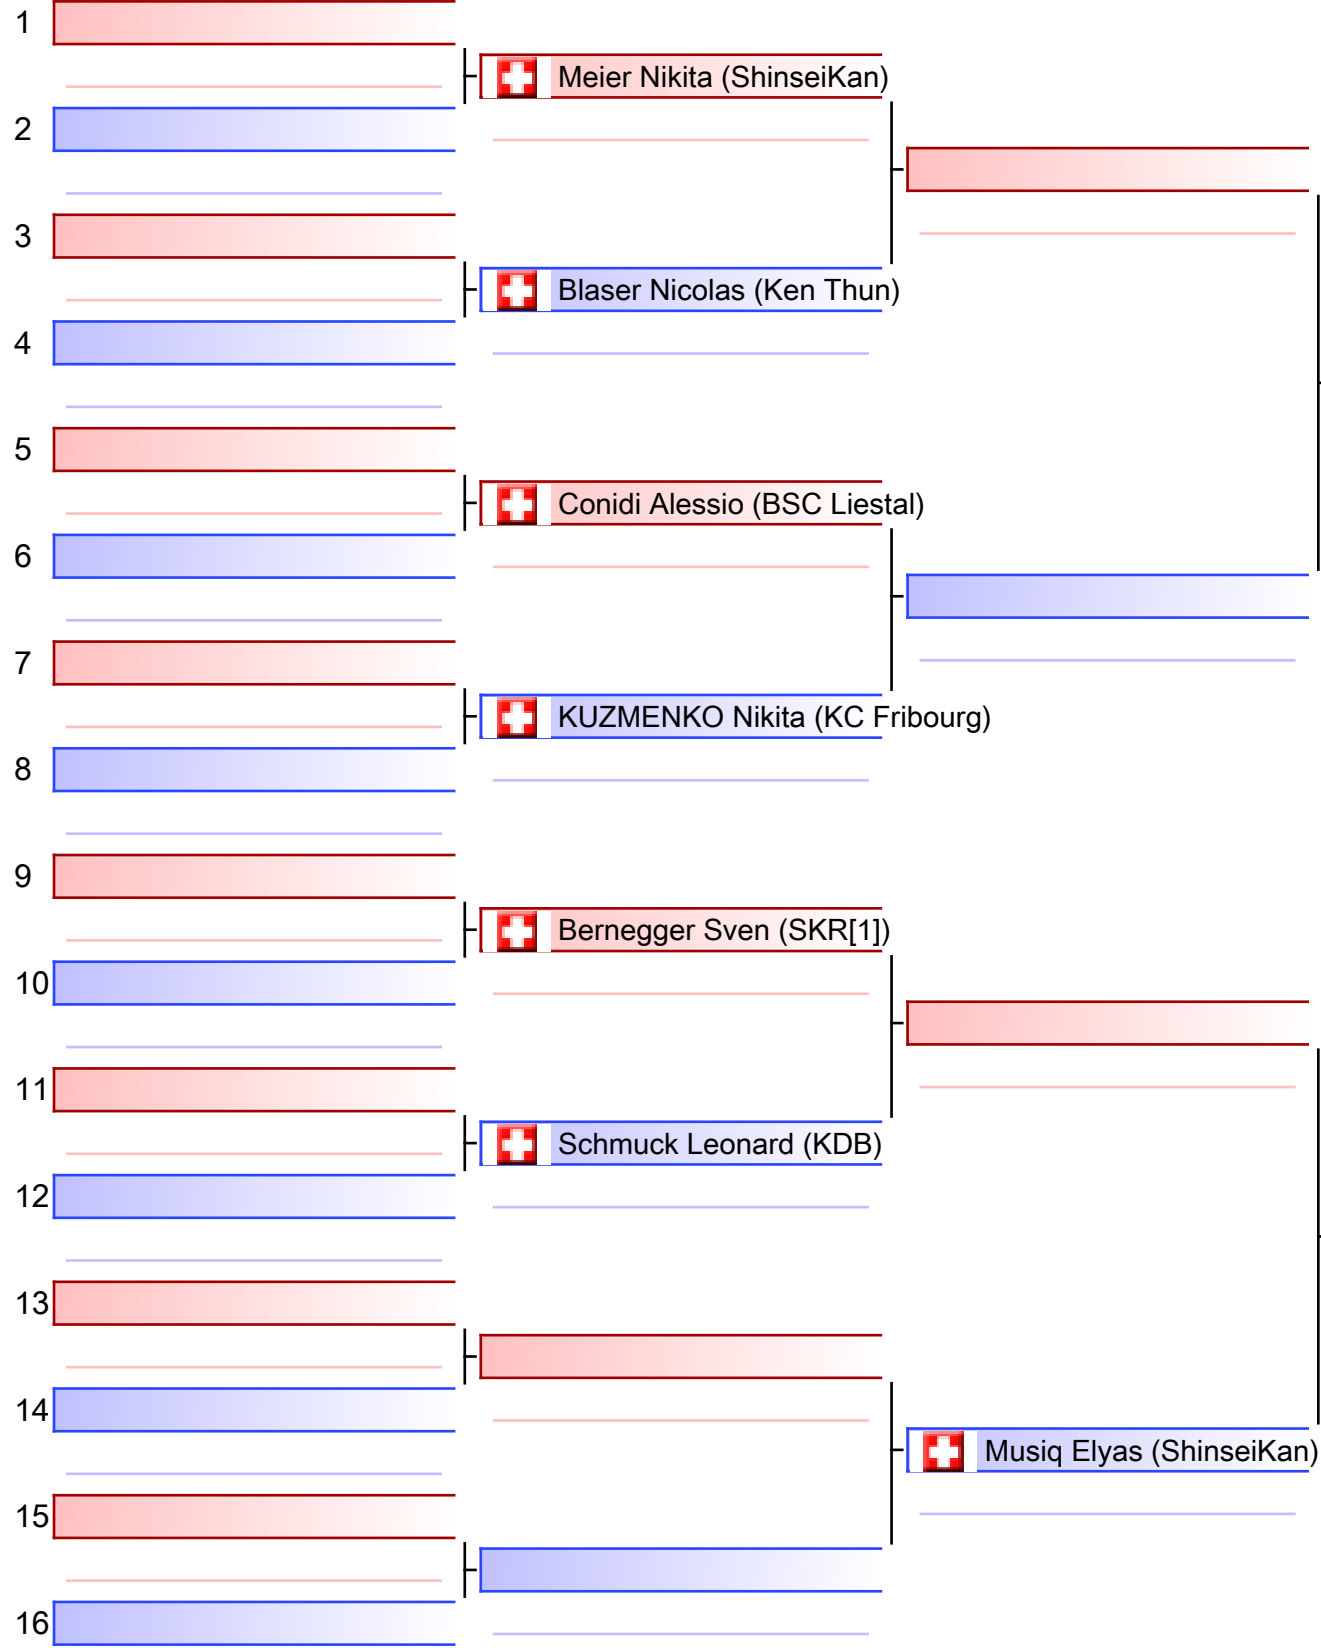 1
Meier Nikita (ShinseiKan)
2
3
Blaser Nicolas (Ken Thun)
4
5
Conidi Alessio (BSC Liestal)
6
7
KUZMENKO Nikita (KC Fribourg)
8
9
Bernegger Sven (SKR[1])
10
11
Schmuck Leonard (KDB)
12
13
14
Musiq Elyas (ShinseiKan)
15
16